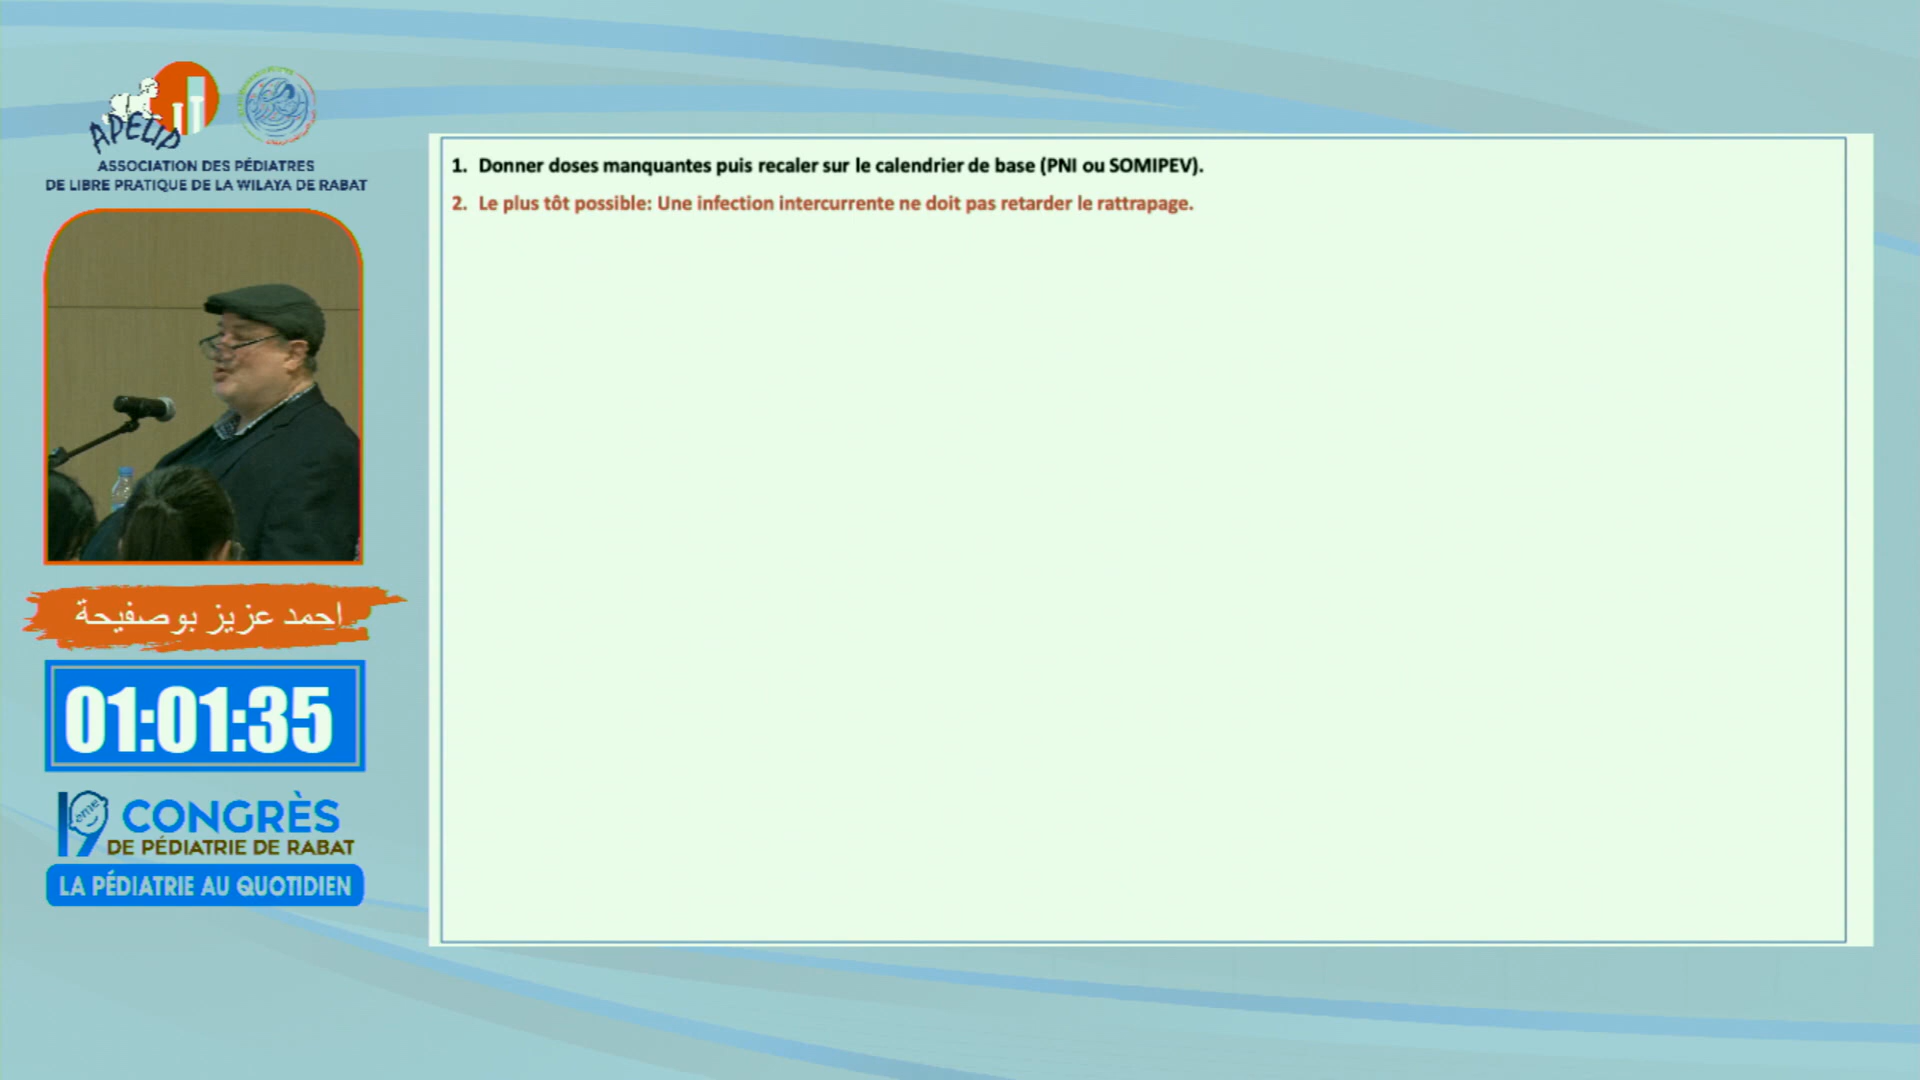 APELIP
ASSOCIATION DES PÉDIATRES
DE LIBRE PRATIQUE DE LA WILAYA DE RABAT
1. Donner doses manquantes puis recaler sur le calendrier de base (PNI ou SOMIPEV).
2. Le plus tôt possible: Une infection intercurrente ne doit pas retarder le rattrapage.
احمد عزيز بوصفيحة
01:01:35
19 ème CONGRÈS
DE PÉDIATRIE DE RABAT
LA PÉDIATRIE AU QUOTIDIEN